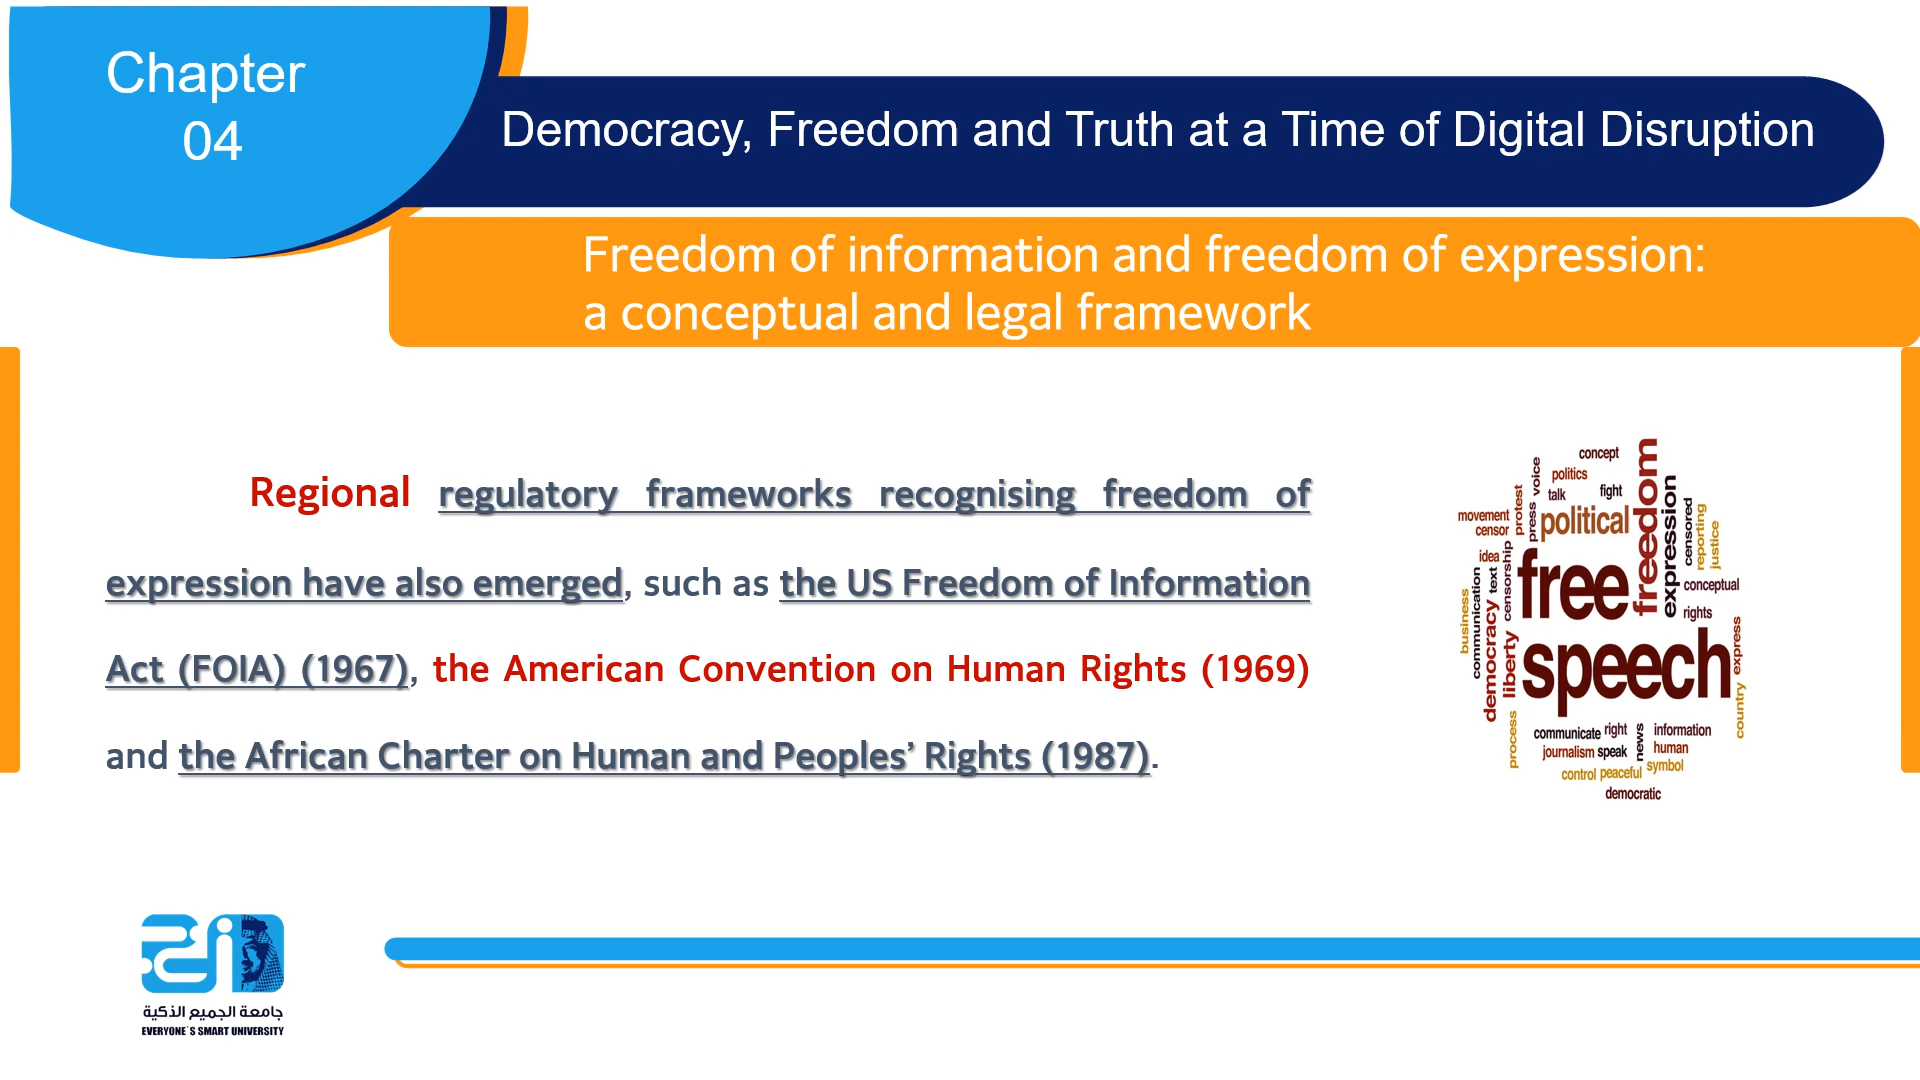 Chapter
04
Democracy, Freedom and Truth at a Time of Digital Disruption
Freedom of information and freedom of expression:
a conceptual and legal framework
Regional regulatory frameworks recognising freedom of
expression have also emerged, such as the US Freedom of Information
Act (FOIA) (1967), the American Convention on Human Rights (1969)
and the African Charter on Human and Peoples’ Rights (1987).
concept
voice
politics
talk
fight
freedom
protest
press
political
expression
movement
censor
censored
reporting
justice
idea
text
censorship
free
conceptual
rights
business
communication
democracy
liberty
speech
express
country
process
communicate
right
news
information
journalism
speak
human
control
peaceful
symbol
democratic
جامعة الجميع الذكية
EVERYONE`S SMART UNIVERSITY